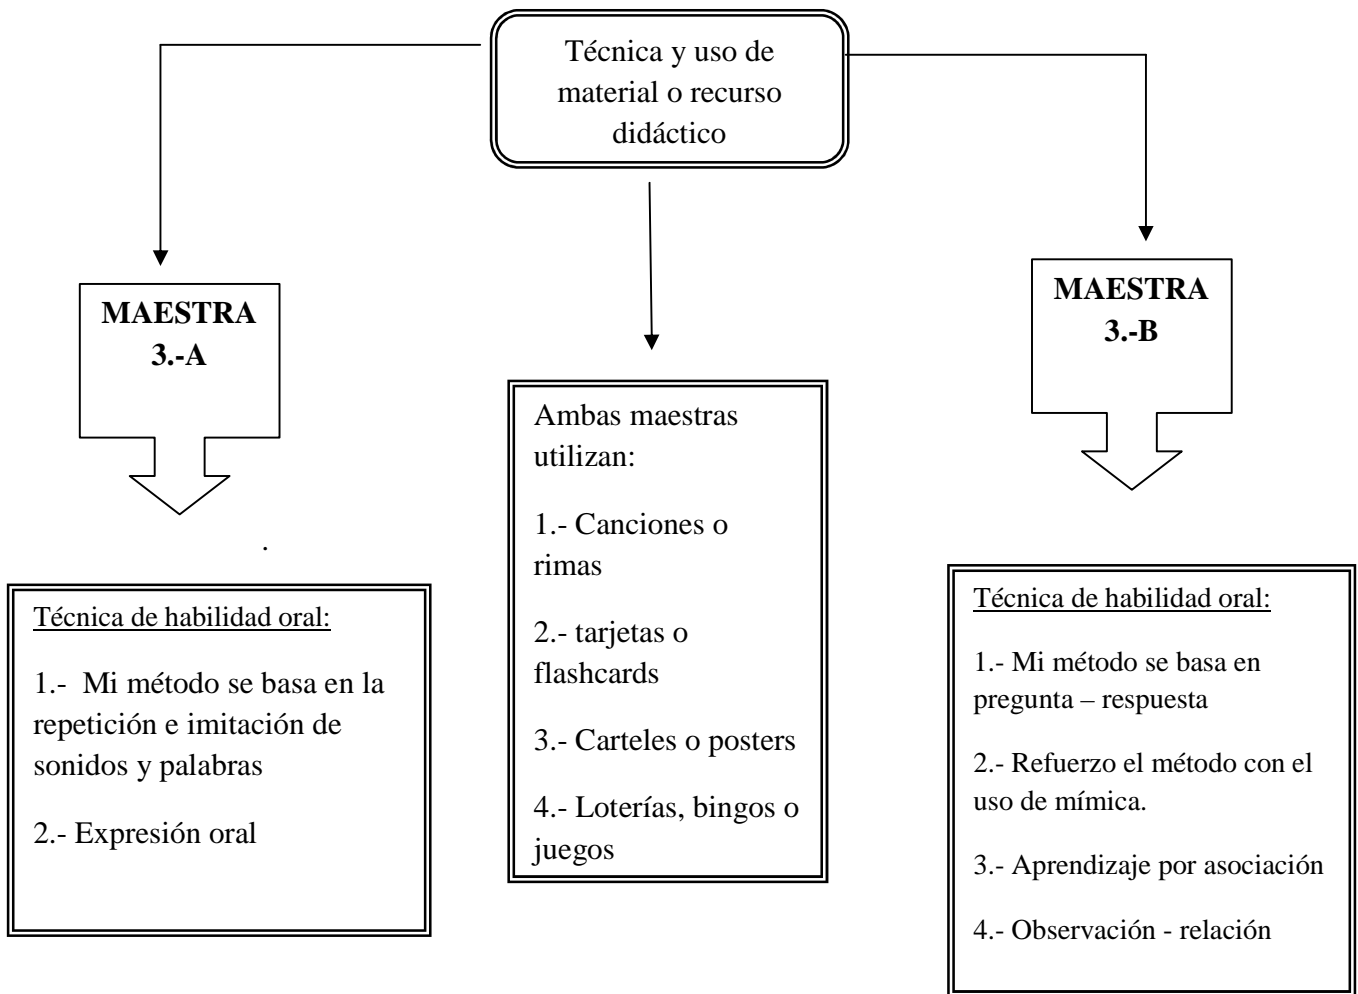 Técnica y uso de
material o recurso
didáctico
MAESTRA
3.-A
MAESTRA
3.-B
Ambas maestras
utilizan:
1.- Canciones o
rimas
2.- tarjetas o
flashcards
3.- Carteles o posters
4.- Loterías, bingos o
juegos
.
Técnica de habilidad oral:
1.- Mi método se basa en la
repetición e imitación de
sonidos y palabras
2.- Expresión oral
Técnica de habilidad oral:
1.- Mi método se basa en
pregunta – respuesta
2.- Refuerzo el método con el
uso de mímica.
3.- Aprendizaje por asociación
4.- Observación - relación